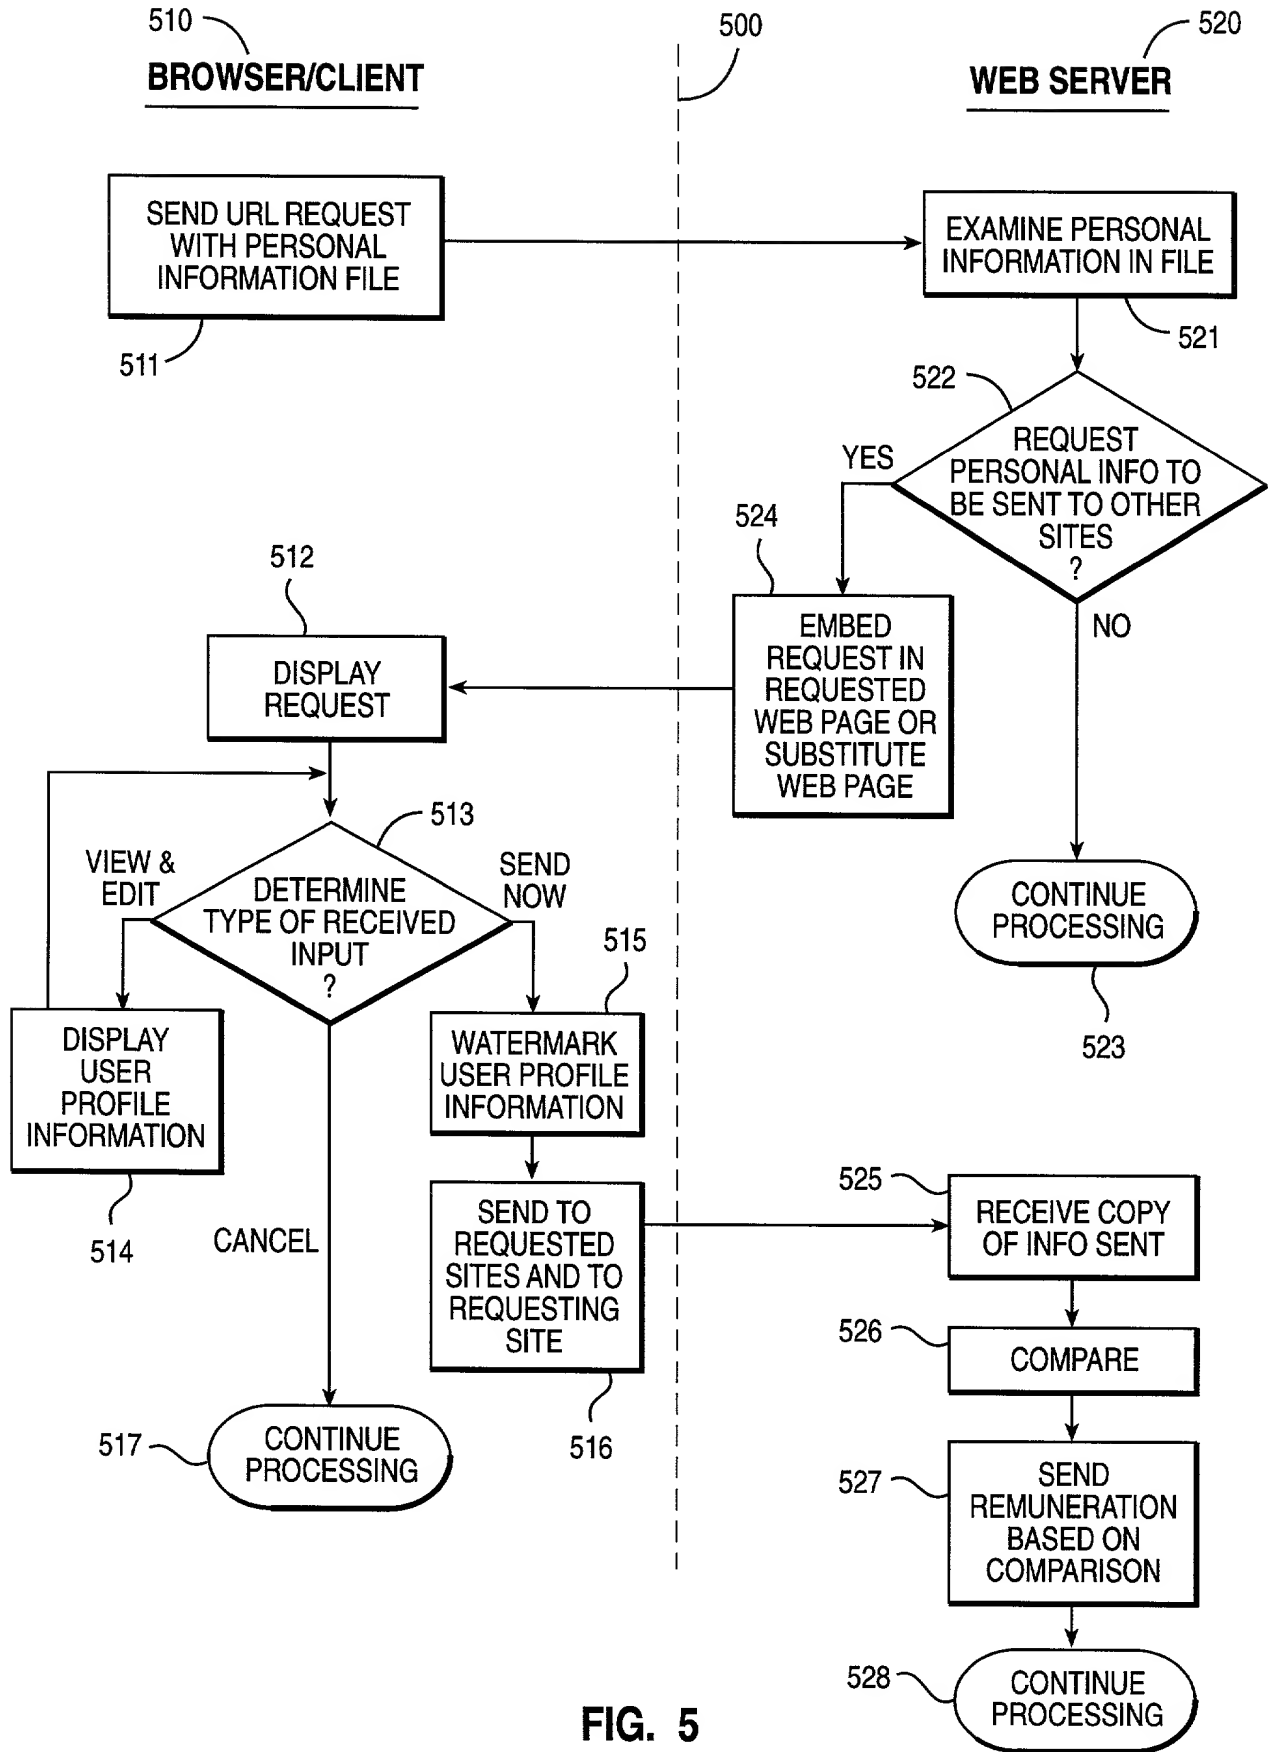 510
500
520
BROWSER/CLIENT
WEB SERVER
SEND URL REQUEST
WITH PERSONAL
INFORMATION FILE
511
EXAMINE PERSONAL
INFORMATION IN FILE
521
522
REQUEST
PERSONAL INFO TO
BE SENT TO OTHER
SITES
?
YES
NO
524
EMBED
REQUEST IN
REQUESTED
WEB PAGE OR
SUBSTITUTE
WEB PAGE
512
DISPLAY
REQUEST
513
VIEW &
EDIT
DETERMINE
TYPE OF RECEIVED
INPUT
?
SEND
NOW
CONTINUE
PROCESSING
523
515
DISPLAY
USER
PROFILE
INFORMATION
514
WATERMARK
USER PROFILE
INFORMATION
CANCEL
SEND TO
REQUESTED
SITES AND TO
REQUESTING
SITE
516
525
RECEIVE COPY
OF INFO SENT
526
COMPARE
517
CONTINUE
PROCESSING
527
SEND
REMUNERATION
BASED ON
COMPARISON
528
CONTINUE
PROCESSING
FIG. 5